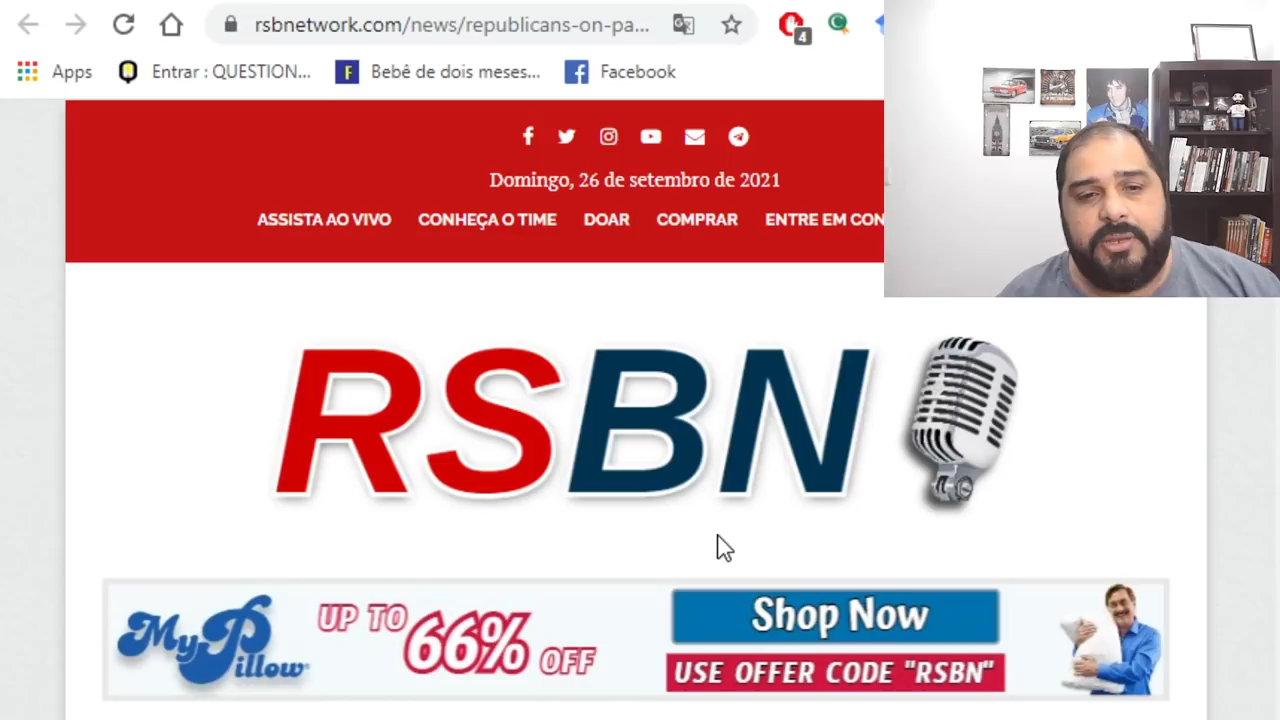 rsbnetwork.com/news/republicans-on-pa...
4
Apps
Entrar : QUESTION...
F
Bebê de dois meses...
Facebook
Domingo, 26 de setembro de 2021
ASSISTA AO VIVO CONHEÇA O TIME DOAR COMPRAR ENTRE EM CON
RSBN
MyPillow
UP TO 66% OFF
Shop Now
USE OFFER CODE "RSBN"